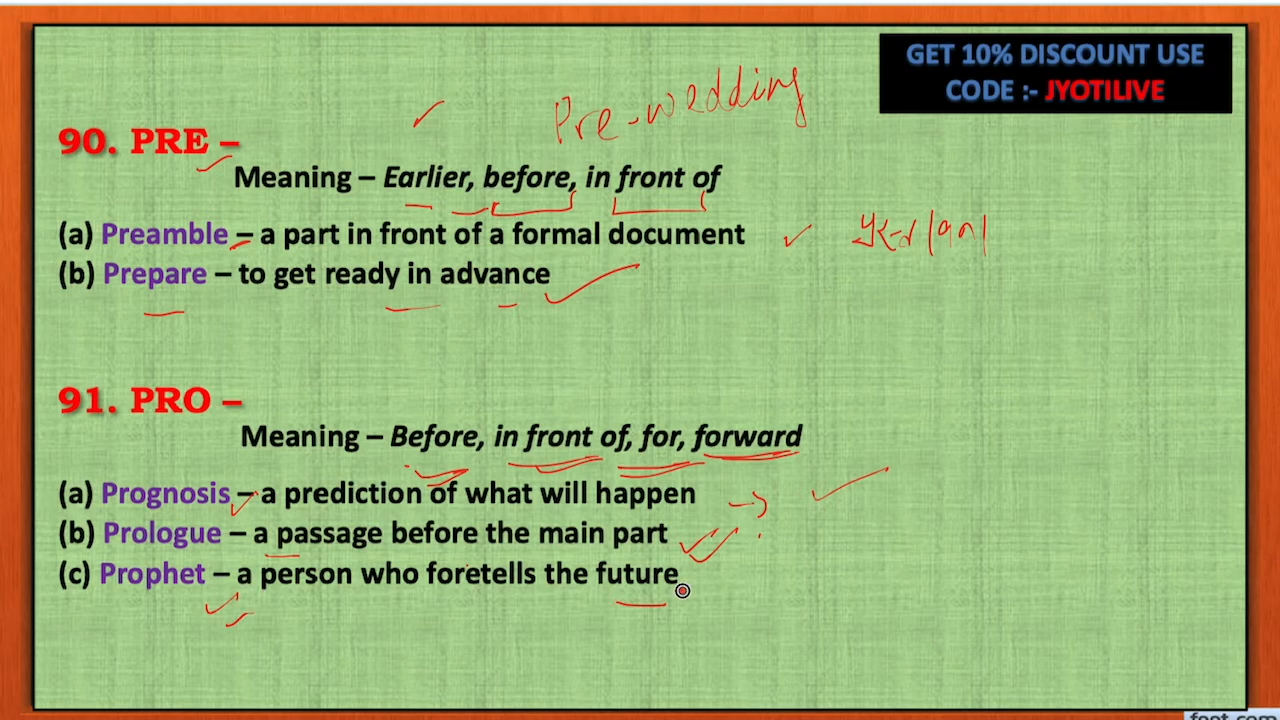 GET 10% DISCOUNT USE
CODE :- JYOTILIVE
Pre-wedding
90. PRE –
Meaning – Earlier, before, in front of
(a) Preamble – a part in front of a formal document
(b) Prepare – to get ready in advance
91. PRO –
Meaning – Before, in front of, for, forward
(a) Prognosis – a prediction of what will happen
(b) Prologue – a passage before the main part
(c) Prophet – a person who foretells the future